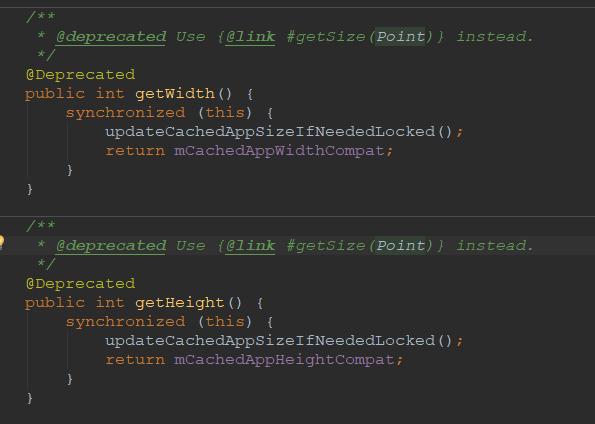 /**
 * @deprecated Use {@link #getSize(Point)} instead.
 */
@Deprecated
public int getWidth() {
    synchronized (this) {
        updateCachedAppSizeIfNeededLocked();
        return mCachedAppWidthCompat;
    }
}
/**
 * @deprecated Use {@link #getSize(Point)} instead.
 */
@Deprecated
public int getHeight() {
    synchronized (this) {
        updateCachedAppSizeIfNeededLocked();
        return mCachedAppHeightCompat;
    }
}